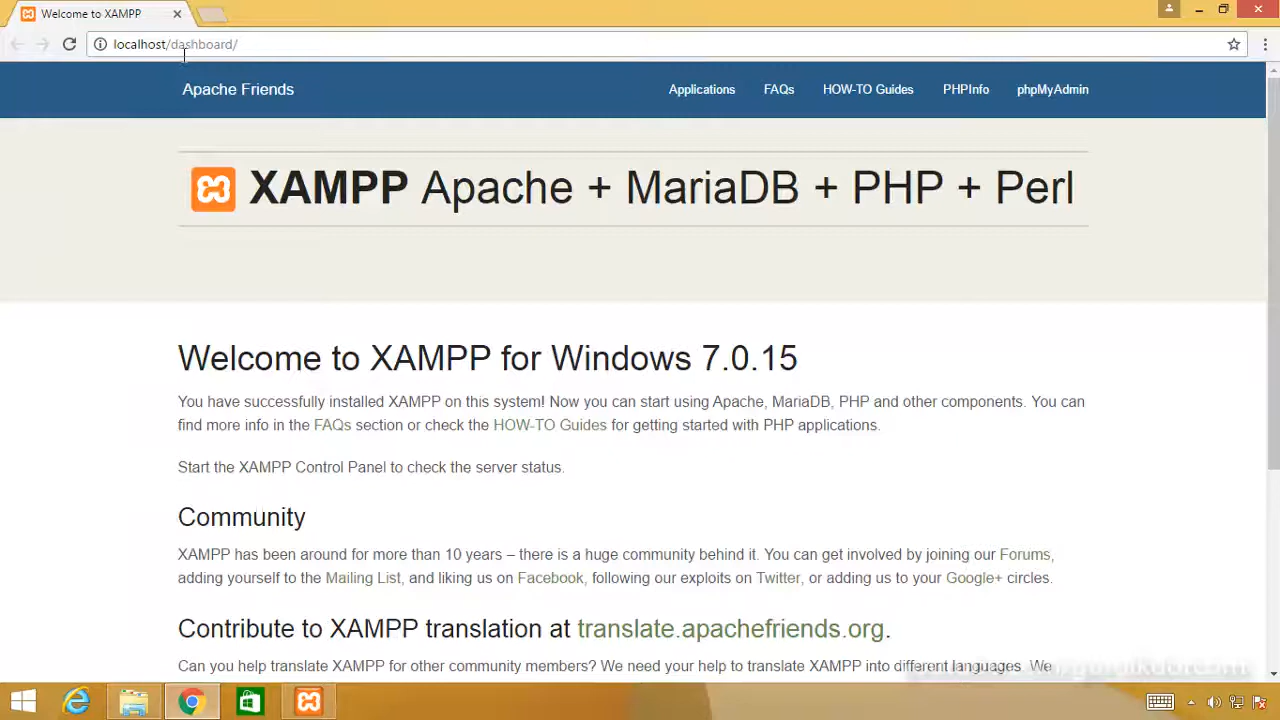 Welcome to XAMPP
localhost/dashboard/
Apache Friends
Applications
FAQs
HOW-TO Guides
PHPInfo
phpMyAdmin
XAMPP Apache + MariaDB + PHP + Perl
Welcome to XAMPP for Windows 7.0.15
You have successfully installed XAMPP on this system! Now you can start using Apache, MariaDB, PHP and other components. You can
find more info in the FAQs section or check the HOW-TO Guides for getting started with PHP applications.
Start the XAMPP Control Panel to check the server status.
Community
XAMPP has been around for more than 10 years – there is a huge community behind it. You can get involved by joining our Forums,
adding yourself to the Mailing List, and liking us on Facebook, following our exploits on Twitter, or adding us to your Google+ circles.
Contribute to XAMPP translation at translate.apachefriends.org.
Can you help translate XAMPP for other community members? We need your help to translate XAMPP into different languages. We